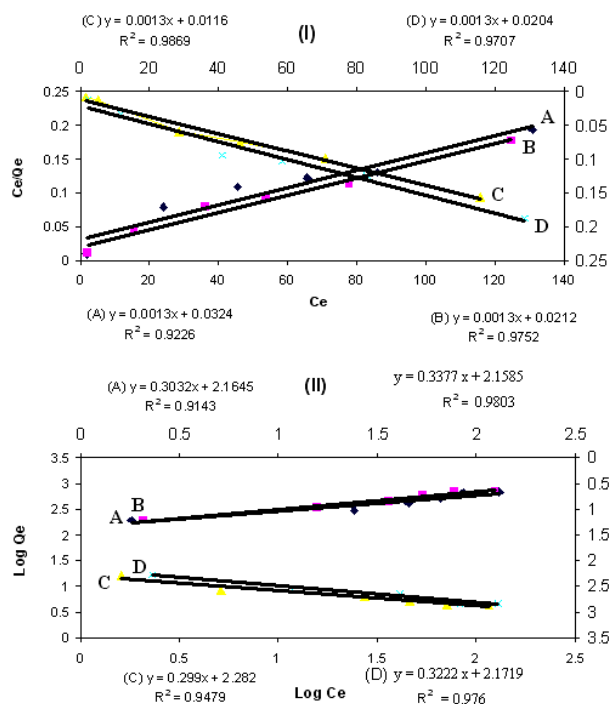 (C) y = 0.0013x + 0.0116
R² = 0.9869
(I)
(D) y = 0.0013x + 0.0204
R² = 0.9707
0 20 40 60 80 100 120 140
0.25 0
0.2 0.05
0.15 0.1
0.1 0.15
0.05 0.2
0 0.25
Ce/Qe
A
B
C
D
0 20 40 60 80 100 120 140
Ce
(A) y = 0.0013x + 0.0324
R² = 0.9226
(B) y = 0.0013x + 0.0212
R² = 0.9752
(A) y = 0.3032x + 2.1645
R² = 0.9143
(II)
y = 0.3377 x + 2.1585
R² = 0.9803
0 0.5 1 1.5 2 2.5
3.5 0
3 0.5
2.5 1
2 1.5
1.5 2
1 2.5
0.5 3
0 3.5
Log Qe
A B
C D
0 0.5 1 1.5 2 2.5
Log Ce
(C) y = 0.299x + 2.282
R² = 0.9479
(D) y = 0.3222 x + 2.1719
R² = 0.976